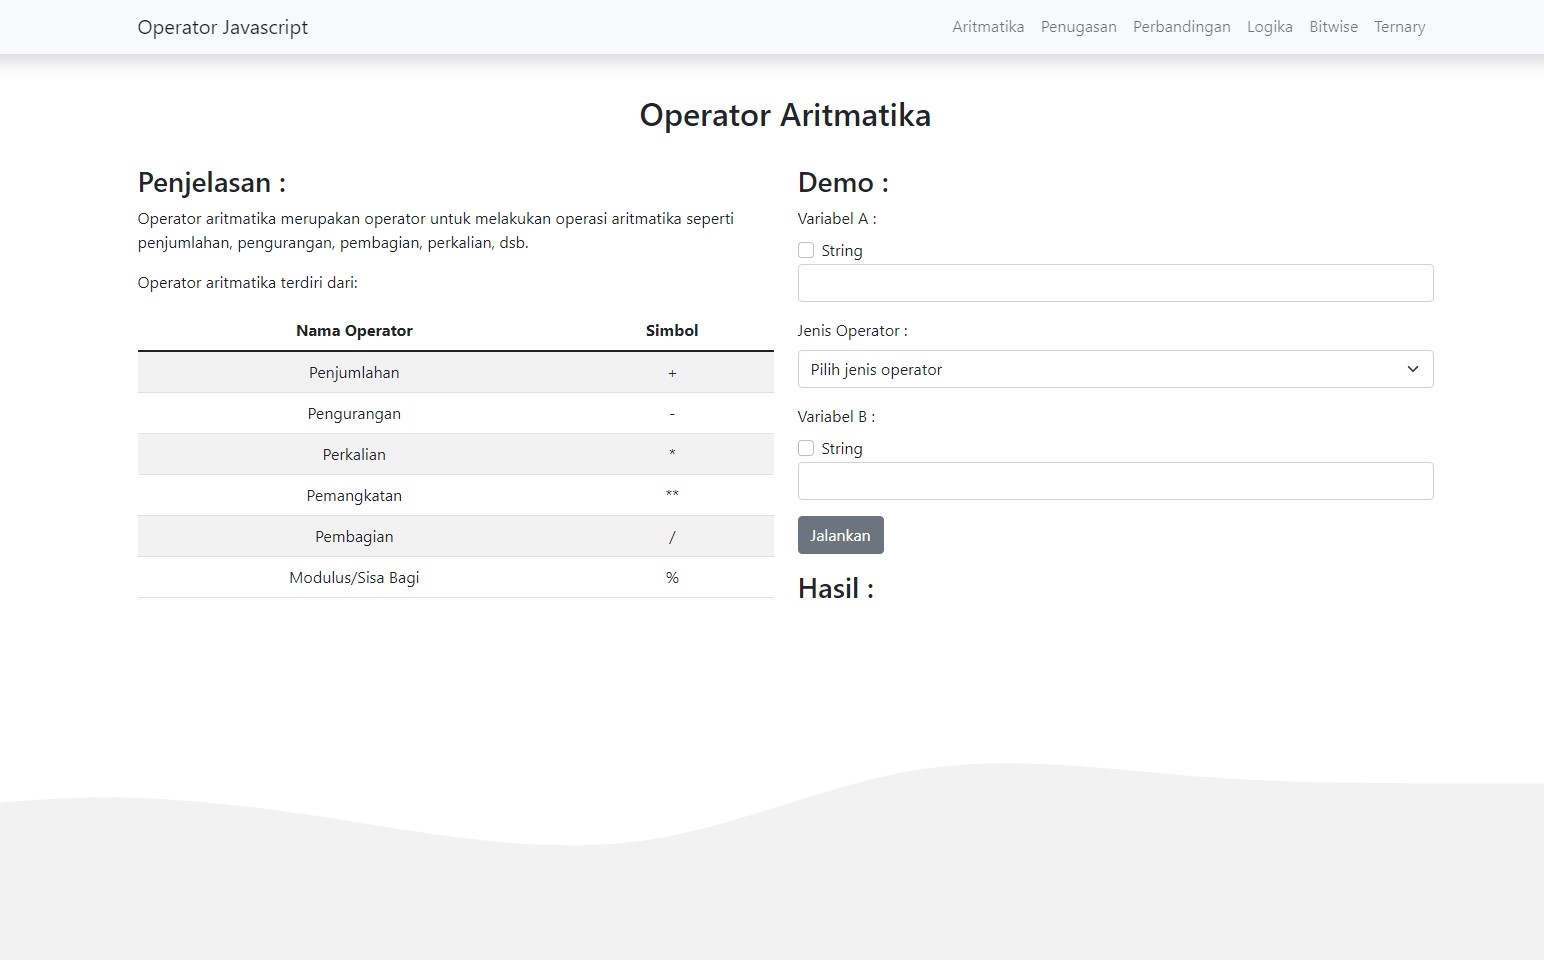 Operator Javascript
Aritmatika Penugasan Perbandingan Logika Bitwise Ternary
Operator Aritmatika
Penjelasan :
Operator aritmatika merupakan operator untuk melakukan operasi aritmatika seperti
penjumlahan, pengurangan, pembagian, perkalian, dsb.
Operator aritmatika terdiri dari:
Nama Operator Simbol
Penjumlahan +
Pengurangan -
Perkalian *
Pemangkatan **
Pembagian /
Modulus/Sisa Bagi %
Demo :
Variabel A :
String
Jenis Operator :
Pilih jenis operator
Variabel B :
String
Jalankan
Hasil :